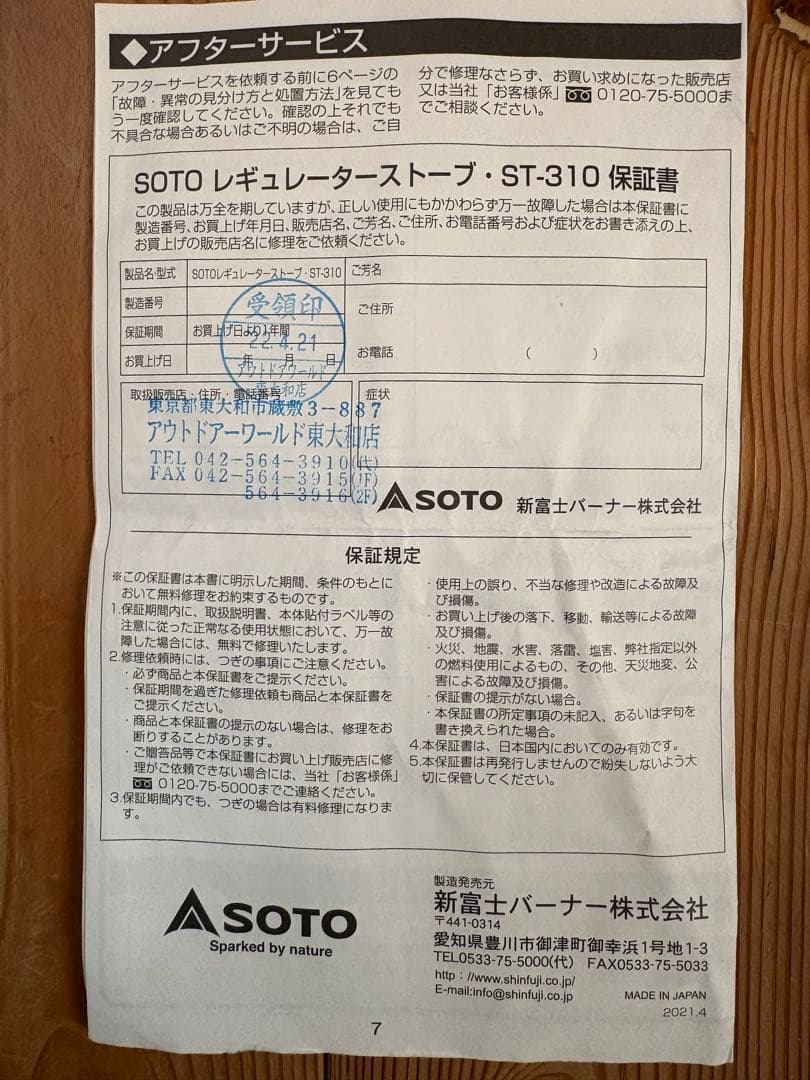 ◆アフターサービス
アフターサービスを依頼する前に6ページの
「故障・異常の見分け方と処置方法」を見ても
う一度確認してください。確認の上それでも
不具合な場合あるいはご不明の場合は、ご自
分で修理なさらず、お買い求めになった販売店
又は当社「お客様係」 0120-75-5000ま
でご相談ください。
SOTO レギュレーターストーブ・ST-310 保証書
この製品は万全を期していますが、正しい使用にもかかわらず万一故障した場合は本保証書に
製造番号、お買上げ年月日、販売店名、ご芳名、ご住所、お電話番号および症状をお書き添えの上、
お買上げの販売店名に修理をご依頼ください。
製品名・型式 SOTOレギュレーターストーブ・ST-310 ご芳名
製造番号
ご住所
保証期間 お買上げ日より1年間
お買上げ日 年 月 日
お電話 ( )
受領印
22.4.21
アウトドアワールド
東大和店
取扱販売店・住所・電話番号
症状
東京都東大和市蔵敷3-887
アウトドアーワールド東大和店
TEL 042-564-3910(代)
FAX 042-564-3915(1F)
564-3916(2F)
SOTO 新富士バーナー株式会社
保証規定
※この保証書は本書に明示した期間、条件のもとに
おいて無料修理をお約束するものです。
1.保証期間内に、取扱説明書、本体貼付ラベル等の
注意に従った正常なる使用状態において、万一故
障した場合には、無料で修理いたします。
2.修理依頼時には、つぎの事項にご注意ください。
・必ず商品と本保証書をご提示ください。
・保証期間を過ぎた修理依頼も商品と本保証書を
ご提示ください。
・商品と本保証書の提示のない場合は、修理をお
断りすることがあります。
・ご贈答品等で本保証書にお買い上げ販売店に修
理がご依頼できない場合には、当社「お客様係」
0120-75-5000までご連絡ください。
3.保証期間内でも、つぎの場合は有料修理になりま
す。
・使用上の誤り、不当な修理や改造による故障及
び損傷。
・お買い上げ後の落下、移動、輸送等による故障
及び損傷。
・火災、地震、水害、落雷、塩害、弊社指定以外
の燃料使用によるもの、その他、天災地変、公
害による故障及び損傷。
・保証書の提示がない場合。
・本保証書の所定事項の未記入、あるいは字句を
書き換えられた場合。
4.本保証書は、日本国内においてのみ有効です。
5.本保証書は再発行しませんので紛失しないよう大
切に保管してください。
SOTO
Sparked by nature
製造発売元
新富士バーナー株式会社
〒441-0314
愛知県豊川市御津町御幸浜1号地1-3
TEL0533-75-5000(代) FAX0533-75-5033
http://www.shinfuji.co.jp/
E-mail:info@shinfuji.co.jp
MADE IN JAPAN
2021.4
7